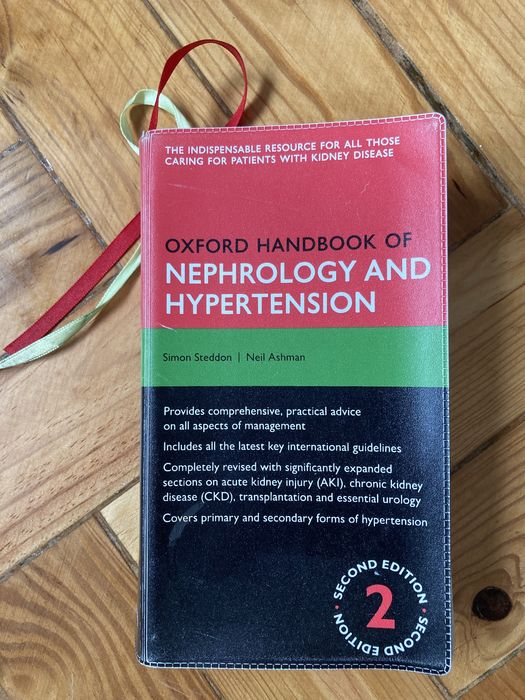 THE INDISPENSABLE RESOURCE FOR ALL THOSE
CARING FOR PATIENTS WITH KIDNEY DISEASE
OXFORD HANDBOOK OF
NEPHROLOGY AND
HYPERTENSION
Simon Steddon | Neil Ashman
Provides comprehensive, practical advice
on all aspects of management
Includes all the latest key international guidelines
Completely revised with significantly expanded
sections on acute kidney injury (AKI), chronic kidney
disease (CKD), transplantation and essential urology
Covers primary and secondary forms of hypertension
SECOND EDITION • SECOND EDITION •
2